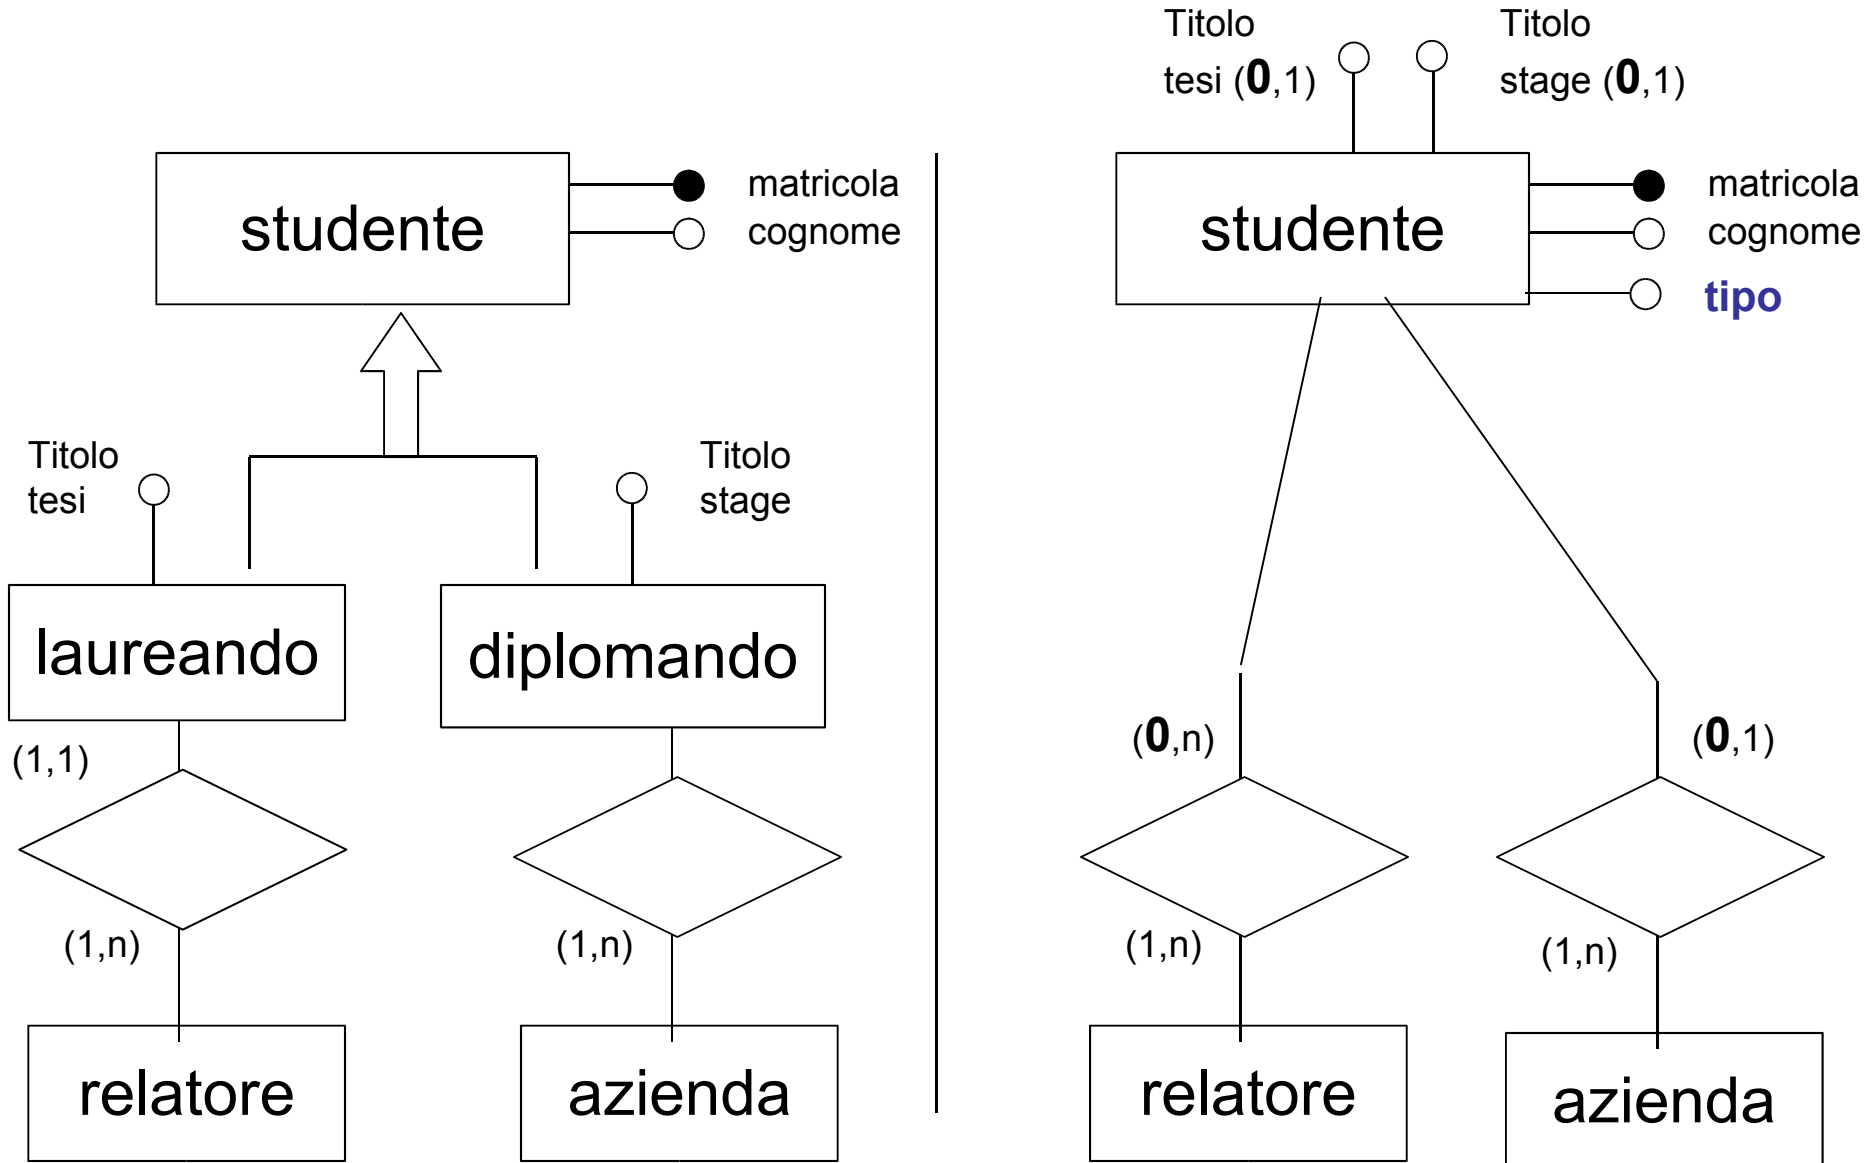 studente
matricola
cognome
Titolo
tesi
Titolo
stage
laureando
diplomando
(1,1)
(1,n)
(1,n)
relatore
azienda
Titolo
tesi (0,1)
Titolo
stage (0,1)
studente
matricola
cognome
tipo
(0,n)
(0,1)
(1,n)
(1,n)
relatore
azienda